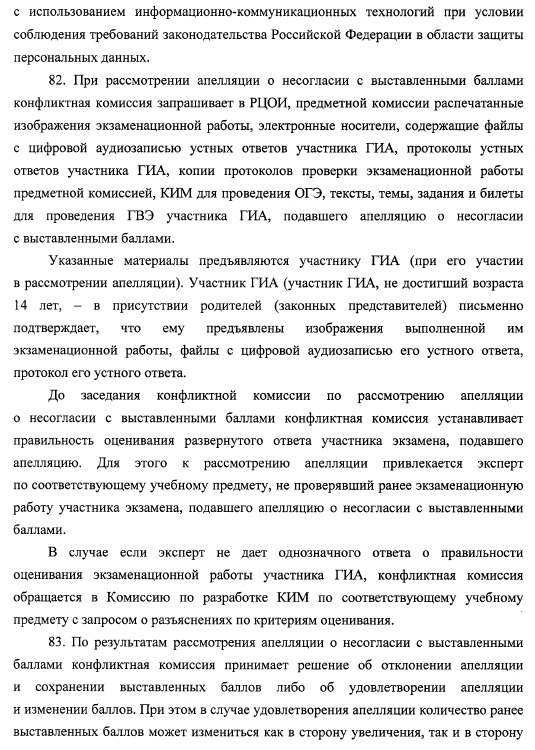 с использованием информационно-коммуникационных технологий при условии
соблюдения требований законодательства Российской Федерации в области защиты
персональных данных.
82. При рассмотрении апелляции о несогласии с выставленными баллами
конфликтная комиссия запрашивает в РЦОИ, предметной комиссии распечатанные
изображения экзаменационной работы, электронные носители, содержащие файлы
с цифровой аудиозаписью устных ответов участника ГИА, протоколы устных
ответов участника ГИА, копии протоколов проверки экзаменационной работы
предметной комиссией, КИМ для проведения ОГЭ, тексты, темы, задания и билеты
для проведения ГВЭ участника ГИА, подавшего апелляцию о несогласии
с выставленными баллами.
Указанные материалы предъявляются участнику ГИА (при его участии
в рассмотрении апелляции). Участник ГИА (участник ГИА, не достигший возраста
14 лет, – в присутствии родителей (законных представителей) письменно
подтверждает, что ему предъявлены изображения выполненной им
экзаменационной работы, файлы с цифровой аудиозаписью его устного ответа,
протокол его устного ответа.
До заседания конфликтной комиссии по рассмотрению апелляции
о несогласии с выставленными баллами конфликтная комиссия устанавливает
правильность оценивания развернутого ответа участника экзамена, подавшего
апелляцию. Для этого к рассмотрению апелляции привлекается эксперт
по соответствующему учебному предмету, не проверявший ранее экзаменационную
работу участника экзамена, подавшего апелляцию о несогласии с выставленными
баллами.
В случае если эксперт не дает однозначного ответа о правильности
оценивания экзаменационной работы участника ГИА, конфликтная комиссия
обращается в Комиссию по разработке КИМ по соответствующему учебному
предмету с запросом о разъяснениях по критериям оценивания.
83. По результатам рассмотрения апелляции о несогласии с выставленными
баллами конфликтная комиссия принимает решение об отклонении апелляции
и сохранении выставленных баллов либо об удовлетворении апелляции
и изменении баллов. При этом в случае удовлетворения апелляции количество ранее
выставленных баллов может измениться как в сторону увеличения, так и в сторону